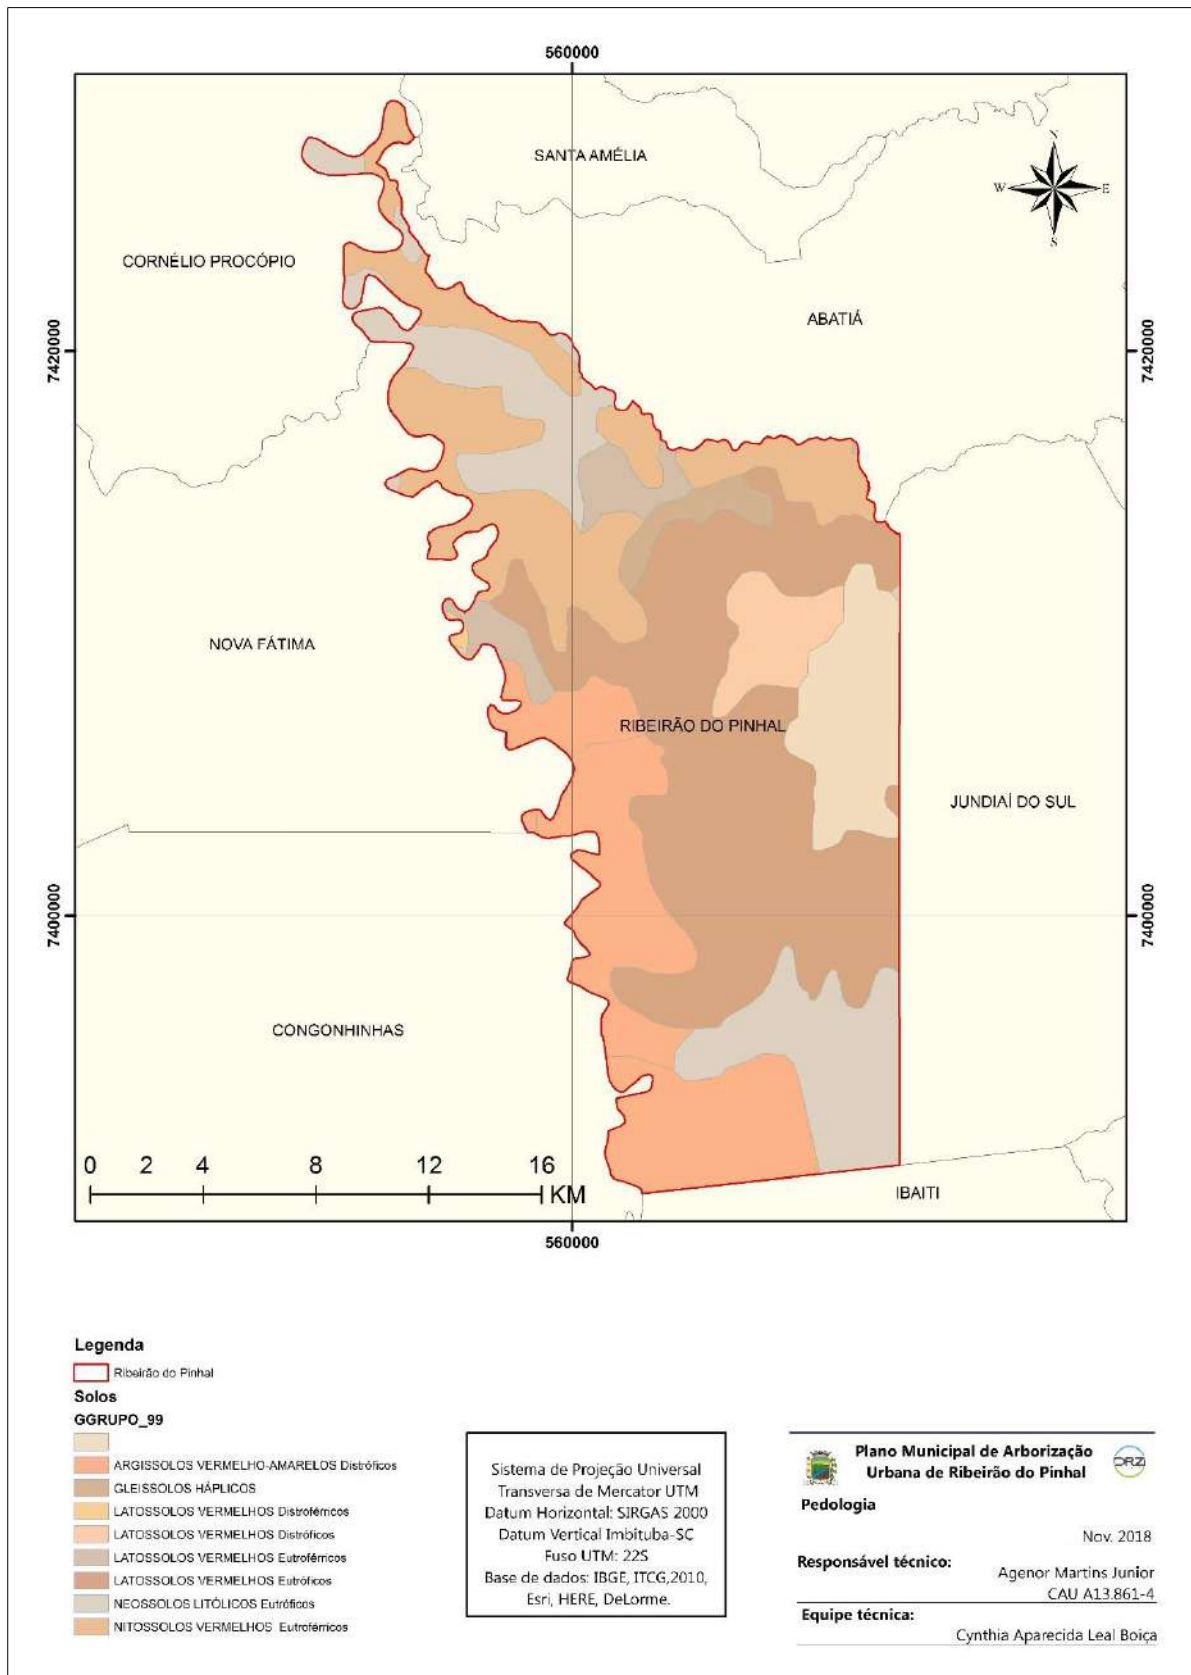 560000
SANTA AMÉLIA
N
W
E
S
CORNÉLIO PROCÓPIO
ABATIÁ
7420000
7420000
NOVA FÁTIMA
RIBEIRÃO DO PINHAL
JUNDIAÍ DO SUL
7400000
7400000
CONGONHINHAS
0 2 4 8 12 16
KM
IBAITI
560000
Legenda
Ribeirão do Pinhal
Solos
GGRUPO_99
ARGISSOLOS VERMELHO-AMARELOS Distróficos
GLEISSOLOS HÁPLICOS
LATOSSOLOS VERMELHOS Distroférricos
LATOSSOLOS VERMELHOS Distróficos
LATOSSOLOS VERMELHOS Eutroférricos
LATOSSOLOS VERMELHOS Eutróficos
NEOSSOLOS LITÓLICOS Eutróficos
NITOSSOLOS VERMELHOS Eutroférricos
Sistema de Projeção Universal
Transversa de Mercator UTM
Datum Horizontal: SIRGAS 2000
Datum Vertical Imbituba-SC
Fuso UTM: 22S
Base de dados: IBGE, ITCG,2010,
Esri, HERE, DeLorme.
Plano Municipal de Arborização
Urbana de Ribeirão do Pinhal
DRZ
Pedologia
Nov. 2018
Responsável técnico:
Agenor Martins Junior
CAU A13.861-4
Equipe técnica:
Cynthia Aparecida Leal Boiça